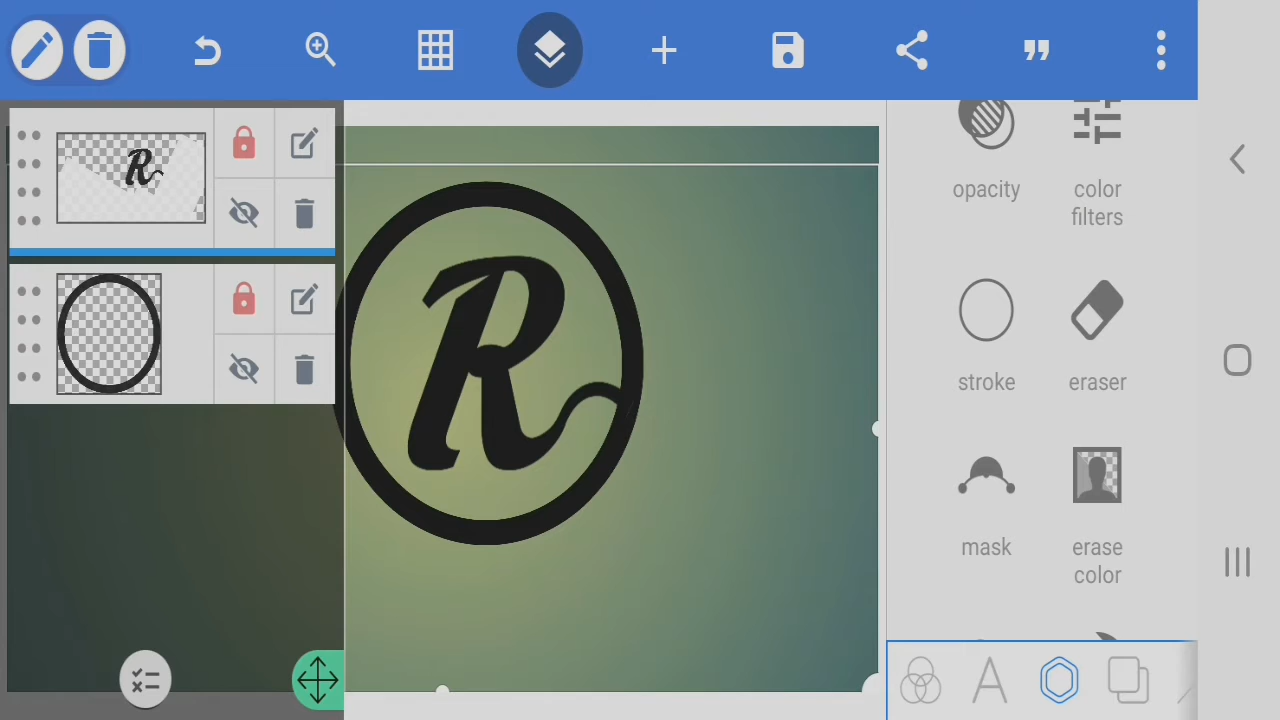 R
R
opacity
color
filters
stroke
eraser
mask
erase
color
A